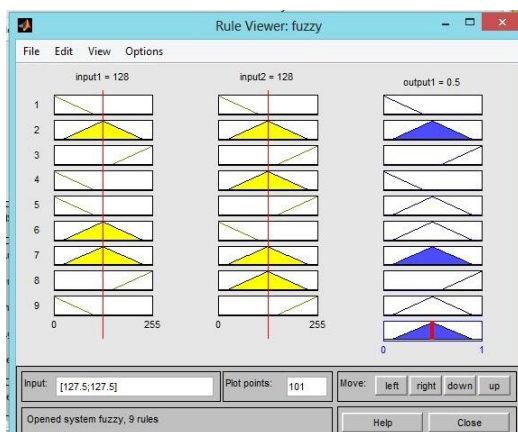 Rule Viewer: fuzzy
File Edit View Options
input1 = 128 input2 = 128 output1 = 0.5
1
2
3
4
5
6
7
8
9
0 255 0 255
0 1
Input: [127.5;127.5] Plot points: 101 Move: left right down up
Opened system fuzzy, 9 rules Help Close